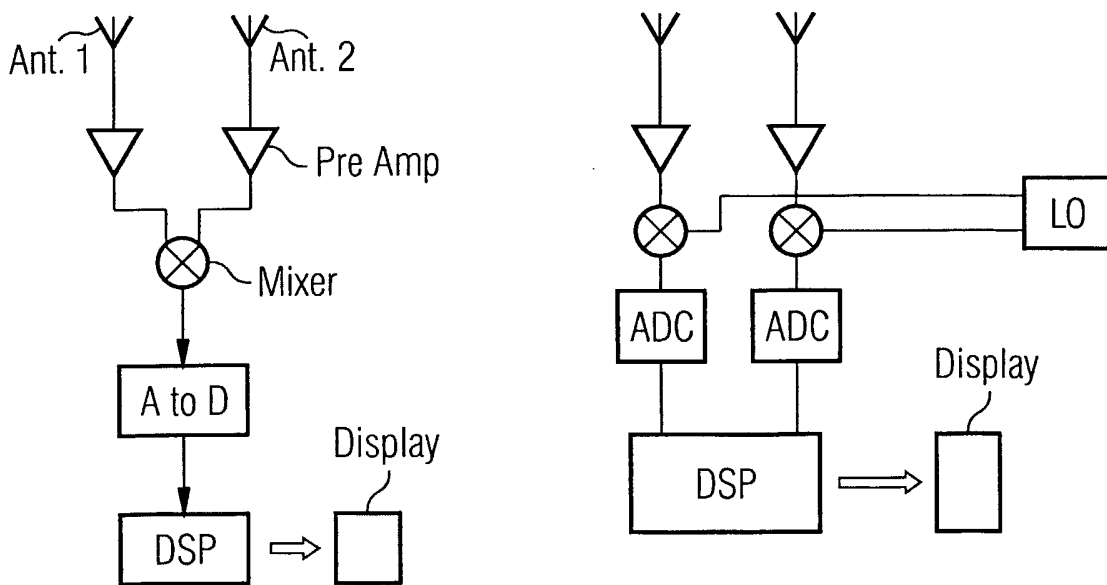 Ant. 1
Ant. 2
Pre Amp
Mixer
A to D
Display
DSP
LO
ADC
ADC
Display
DSP